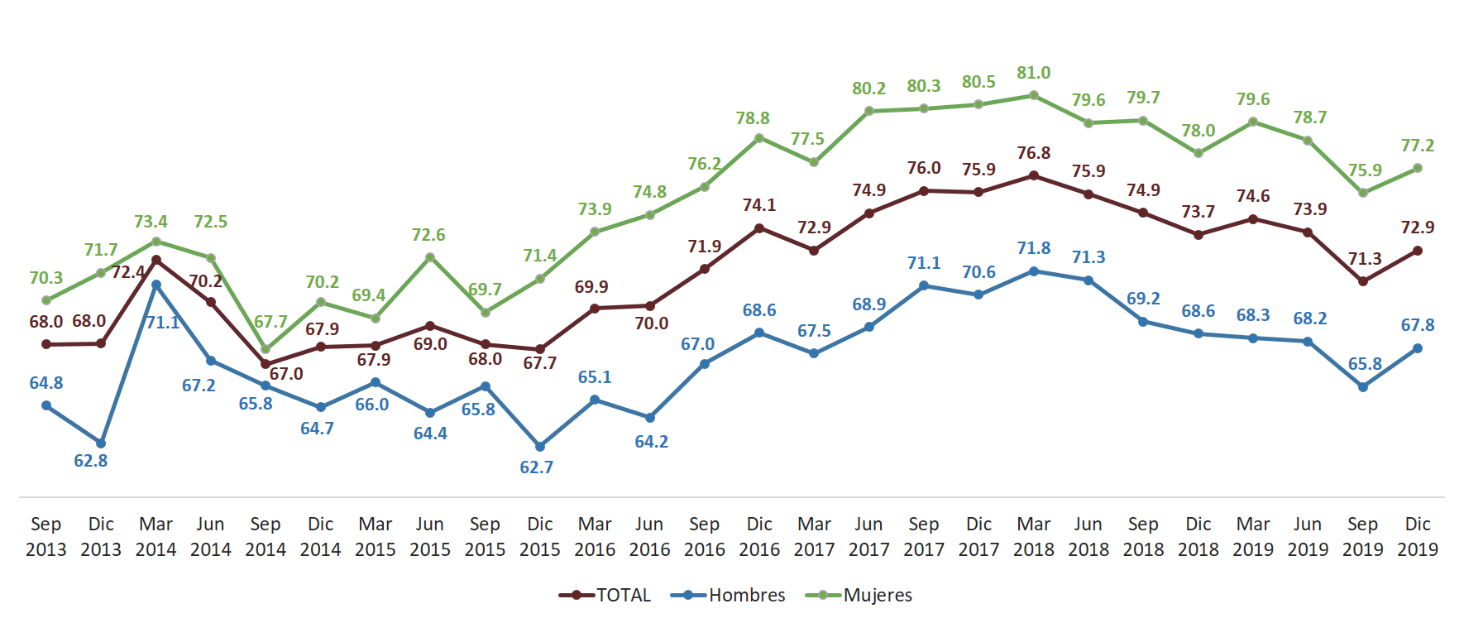 70.3 71.7 73.4 72.5 67.7 70.2 69.4 72.6 69.7 71.4 73.9 74.8 76.2 78.8 77.5 80.2 80.3 80.5 81.0 79.6 79.7 78.0 79.6 78.7 75.9 77.2
68.0 68.0 72.4 70.2 67.0 67.9 67.9 69.0 68.0 67.7 69.9 70.0 71.9 74.1 72.9 74.9 76.0 75.9 76.8 75.9 74.9 73.7 74.6 73.9 71.3 72.9
64.8 62.8 71.1 67.2 65.8 64.7 66.0 64.4 65.8 62.7 65.1 64.2 67.0 68.6 67.5 68.9 71.1 70.6 71.8 71.3 69.2 68.6 68.3 68.2 65.8 67.8
Sep Dic Mar Jun Sep Dic Mar Jun Sep Dic Mar Jun Sep Dic Mar Jun Sep Dic Mar Jun Sep Dic Mar Jun Sep Dic
2013 2013 2014 2014 2014 2014 2015 2015 2015 2015 2016 2016 2016 2016 2017 2017 2017 2017 2018 2018 2018 2018 2019 2019 2019 2019
TOTAL Hombres Mujeres